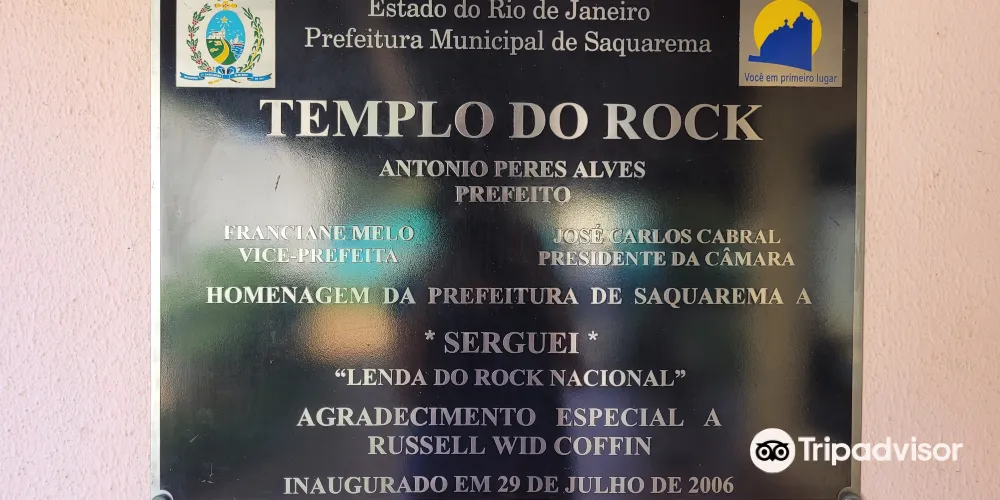 Estado do Rio de Janeiro
Prefeitura Municipal de Saquarema
Você em primeiro lugar
TEMPLO DO ROCK
ANTONIO PERES ALVES
PREFEITO
FRANCIANE MELO
VICE-PREFEITA
JOSÉ CARLOS CABRAL
PRESIDENTE DA CÂMARA
HOMENAGEM DA PREFEITURA DE SAQUAREMA A
* SERGUEI *
“LENDA DO ROCK NACIONAL”
AGRADECIMENTO ESPECIAL A
RUSSELL WID COFFIN
INAUGURADO EM 29 DE JULHO DE 2006
Tripadvisor